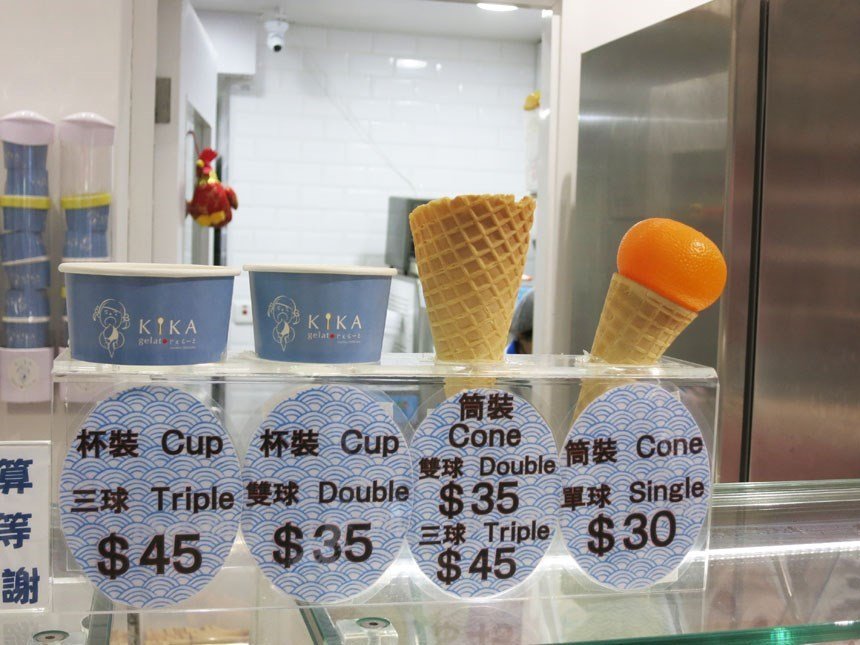 KIKA
gelato
KIKA
gelato
杯裝 Cup
三球 Triple
$45
杯裝 Cup
雙球 Double
$35
筒裝
Cone
雙球 Double
$35
三球 Triple
$45
筒裝 Cone
單球 Single
$30
算
等
謝